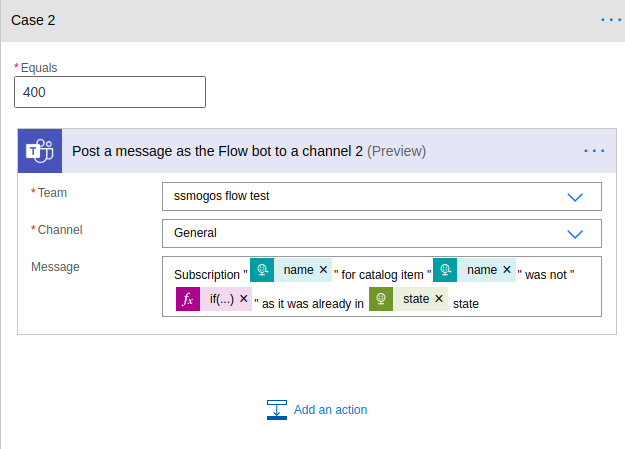 Case 2
* Equals
400
Post a message as the Flow bot to a channel 2 (Preview)
* Team
ssmogos flow test
* Channel
General
Message
Subscription " name × " for catalog item " name × " was not "
fx if(...) × " as it was already in state × state
Add an action